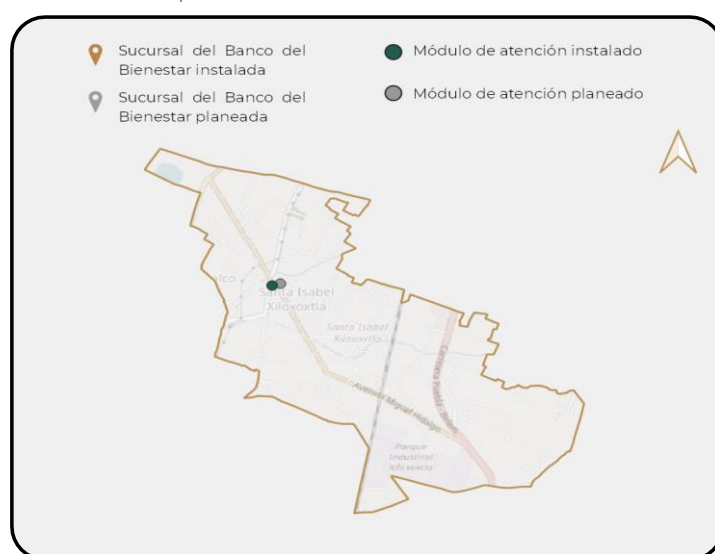 Sucursal del Banco del
Bienestar instalada
Sucursal del Banco del
Bienestar planeada
Módulo de atención instalado
Módulo de atención planeado
Santa Isabel
Xiloxoxtla
Santa Isabel
Xiloxoxtla
Avenida Miguel Hidalgo
Parque
Industrial
Xiloxoxtla